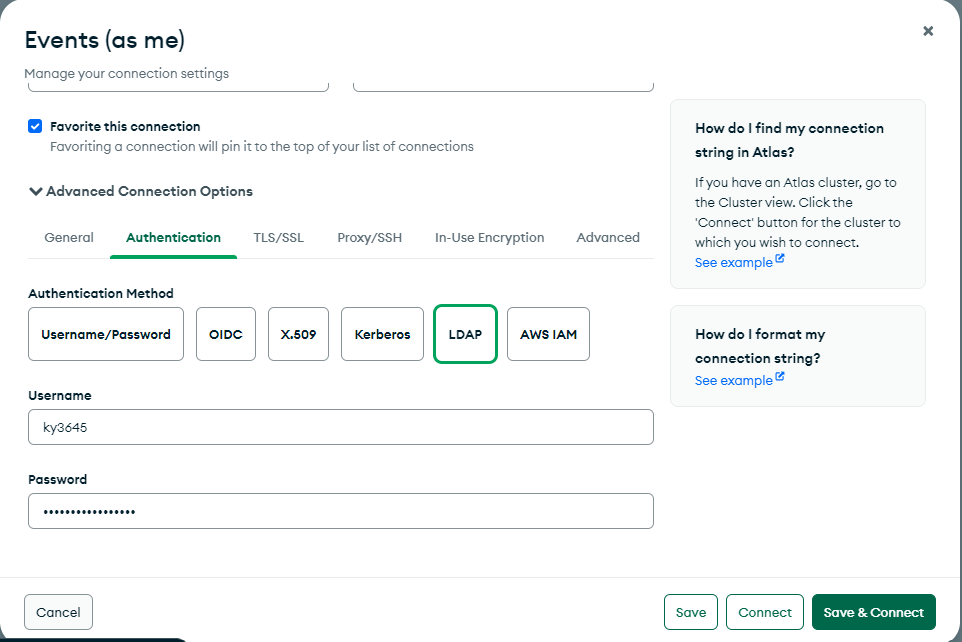 Events (as me)
Manage your connection settings
Favorite this connection
Favoriting a connection will pin it to the top of your list of connections
Advanced Connection Options
General Authentication TLS/SSL Proxy/SSH In-Use Encryption Advanced
Authentication Method
Username/Password OIDC X.509 Kerberos LDAP AWS IAM
Username
ky3645
Password
•••••••••••••••••
How do I find my connection
string in Atlas?
If you have an Atlas cluster, go to
the Cluster view. Click the
'Connect' button for the cluster to
which you wish to connect.
See example
How do I format my
connection string?
See example
Cancel Save Connect Save & Connect